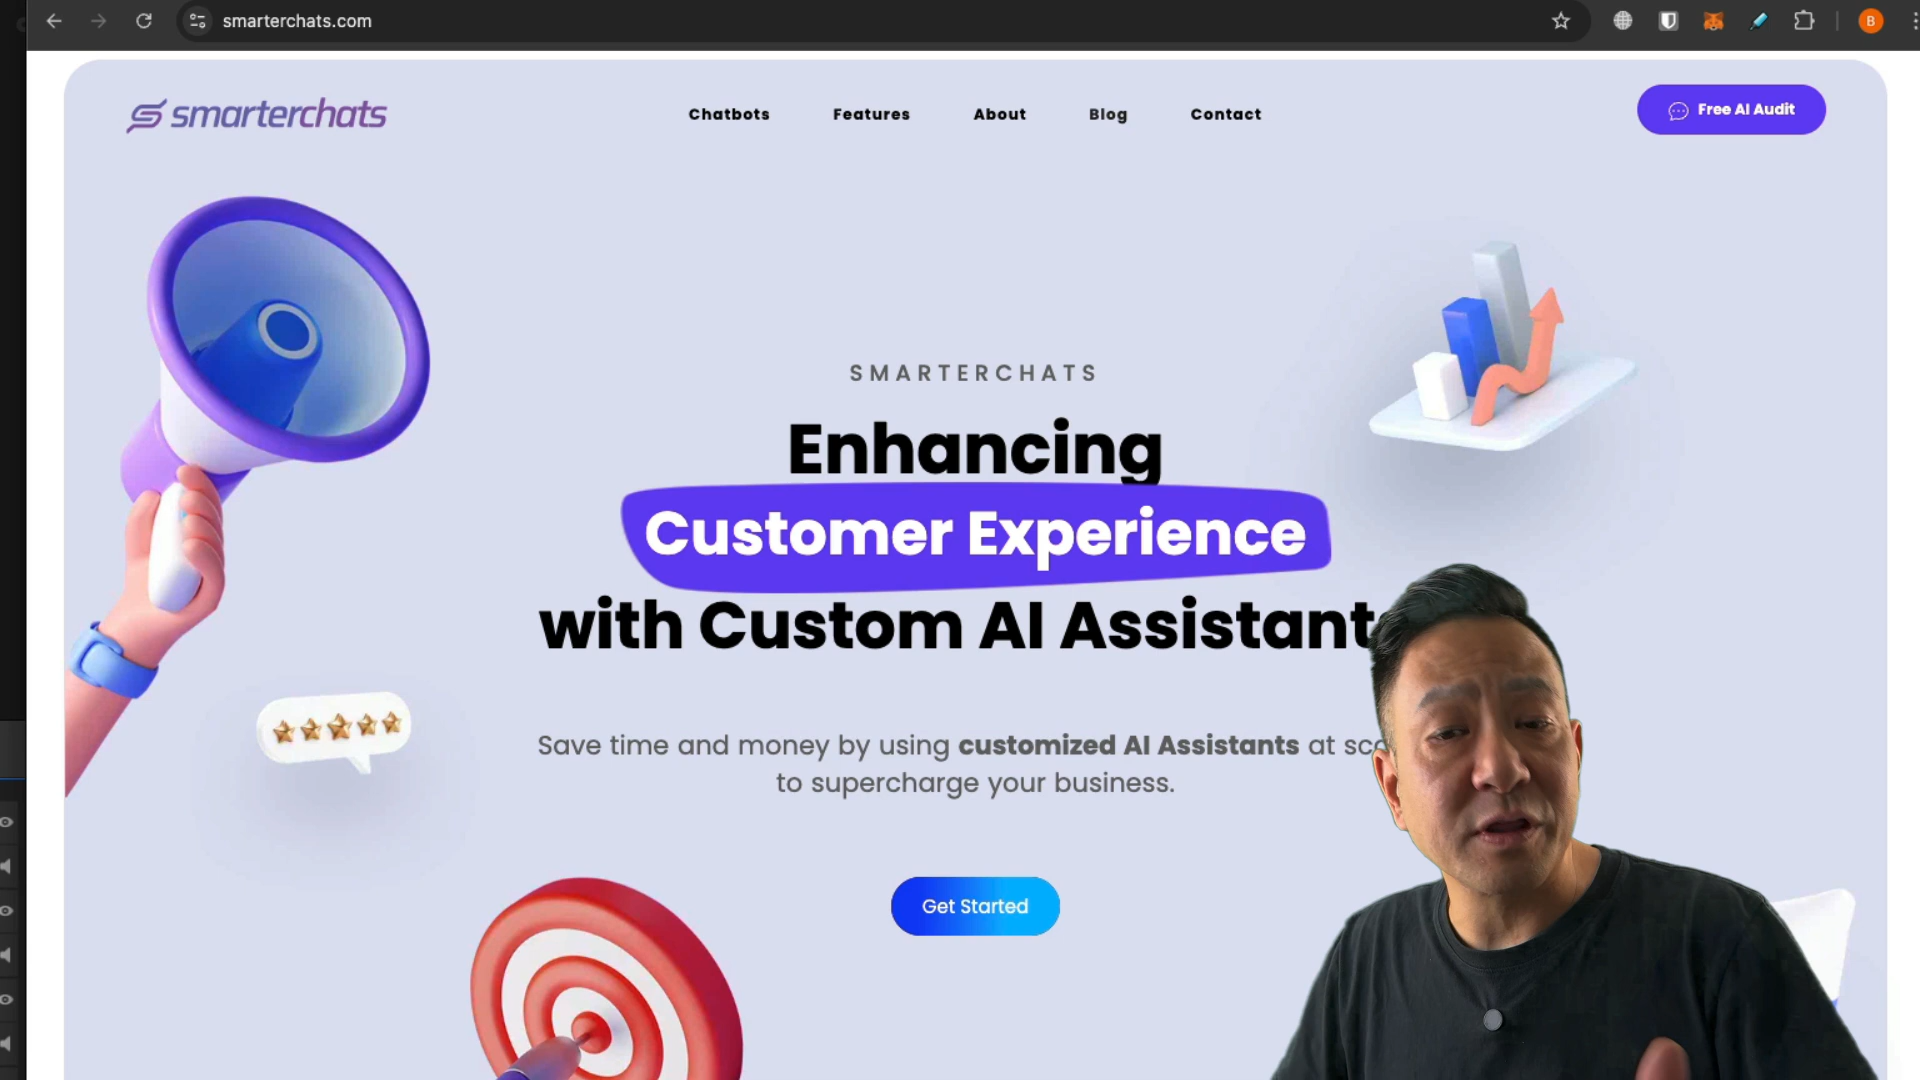 smarterchats.com
B
smarterchats
Chatbots Features About Blog Contact
Free AI Audit
SMARTERCHATS
Enhancing
Customer Experience
with Custom AI Assistant
Save time and money by using customized AI Assistants at
to supercharge your business.
Get Started